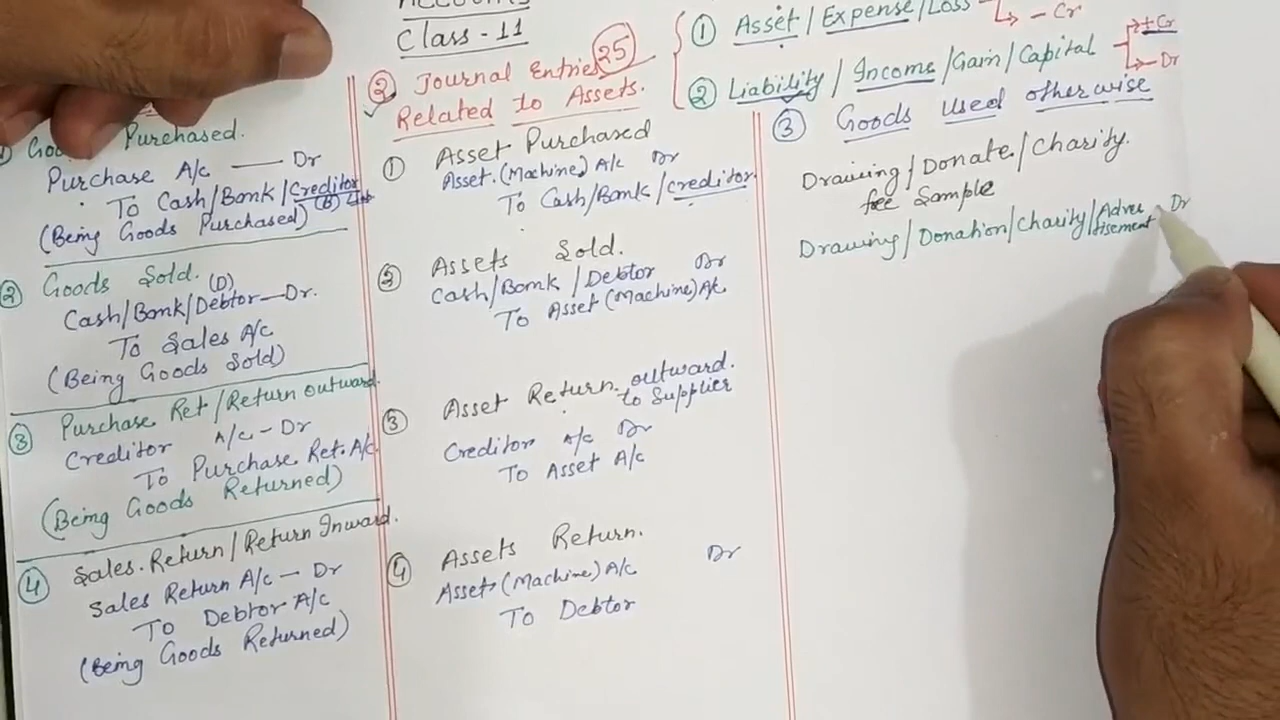 Class-11
Purchased.
Purchase A/c — Dr
To Cash/Bank/Creditor
(Being Goods Purchased)
② Goods Sold.
(D)
Cash/Bank/Debtor—Dr.
To Sales A/c
(Being Goods Sold)
③ Purchase Ret/Return outward.
Creditor A/c - Dr
To Purchase Ret. A/c
(Being Goods Returned)
④ Sales Return/Return Inward.
Sales Return A/c - Dr
To Debtor A/c
(Being Goods Returned)
② Journal Entries 25
Related to Assets.
① Asset Purchased
Asset (Machine) A/c Dr
To Cash/Bank/creditor.
② Assets Sold.
Cash/Bank/Debtor Dr
To Asset (Machine) A/c
③ Asset Return outward.
to Supplier
Creditor A/c Dr
To Asset A/c
④ Assets Return.
Assets (Machine) A/c Dr
To Debtor
① Asset/Expense/Loss
- Cr
② Liability/Income/Gain/Capital
+ Cr
- Dr
③ Goods used otherwise
Drawing/Donate/Charity.
free Sample
Drawing/Donation/Charity/Adver Dr
tisement